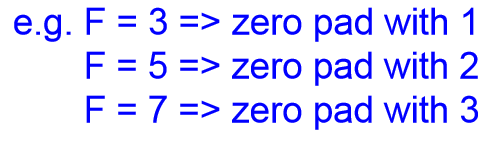 e.g. F = 3 => zero pad with 1
F = 5 => zero pad with 2
F = 7 => zero pad with 3